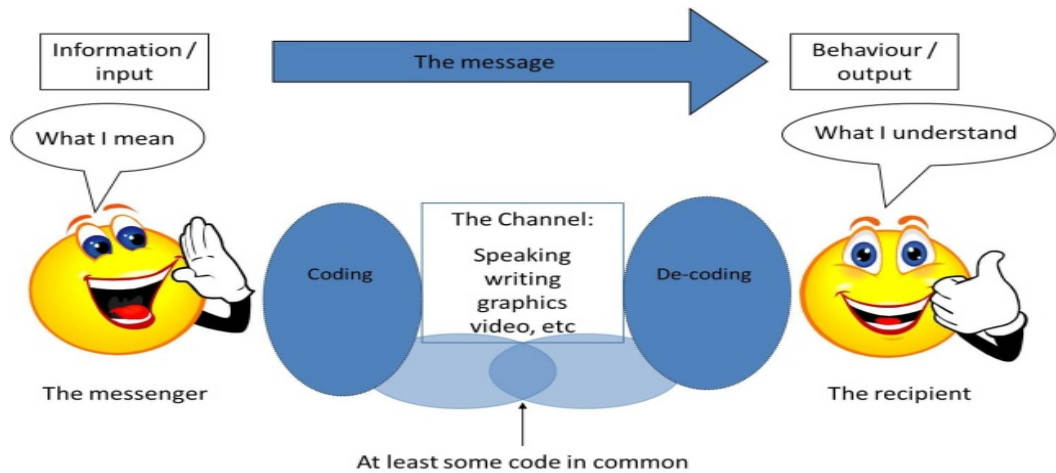 Information /
input
The message
Behaviour /
output
What I mean
What I understand
The Channel:
Speaking
writing
graphics
video, etc
Coding
De-coding
The messenger
The recipient
At least some code in common